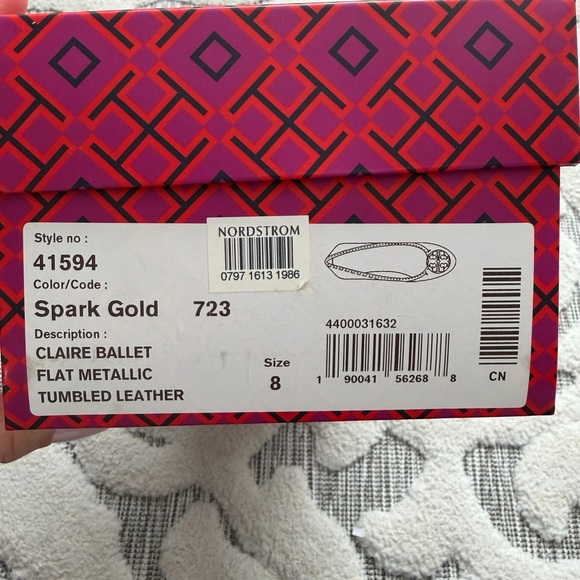 Style no :
41594
Color/Code :
Spark Gold 723
Description :
CLAIRE BALLET
FLAT METALLIC
TUMBLED LEATHER
NORDSTROM
0797 1613 1986
Size
8
4400031632
1 90041 56268 8
CN